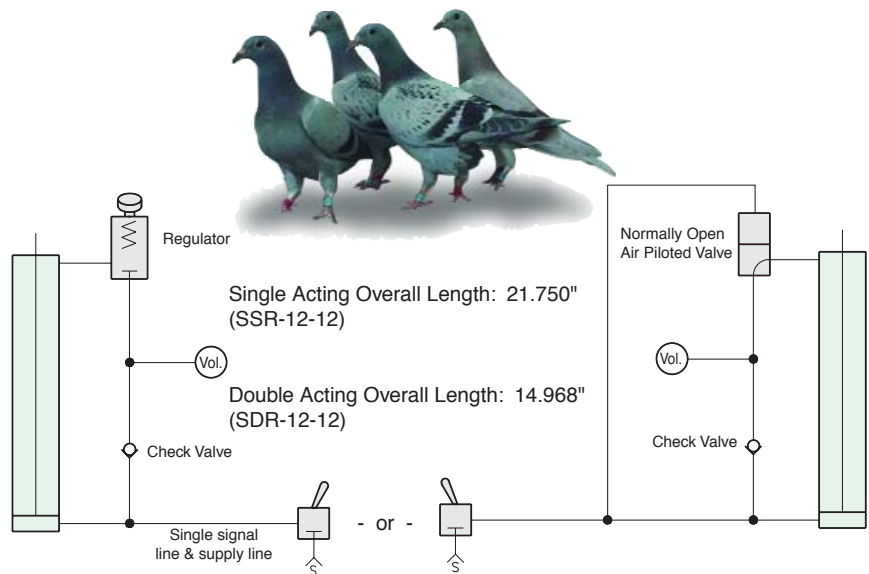 Regulator
Normally Open
Air Piloted Valve
Single Acting Overall Length:  21.750"
(SSR-12-12)
Vol.
Vol.
Double Acting Overall Length:  14.968"
(SDR-12-12)
Check Valve
Check Valve
- or -
Single signal
line & supply line
S
S